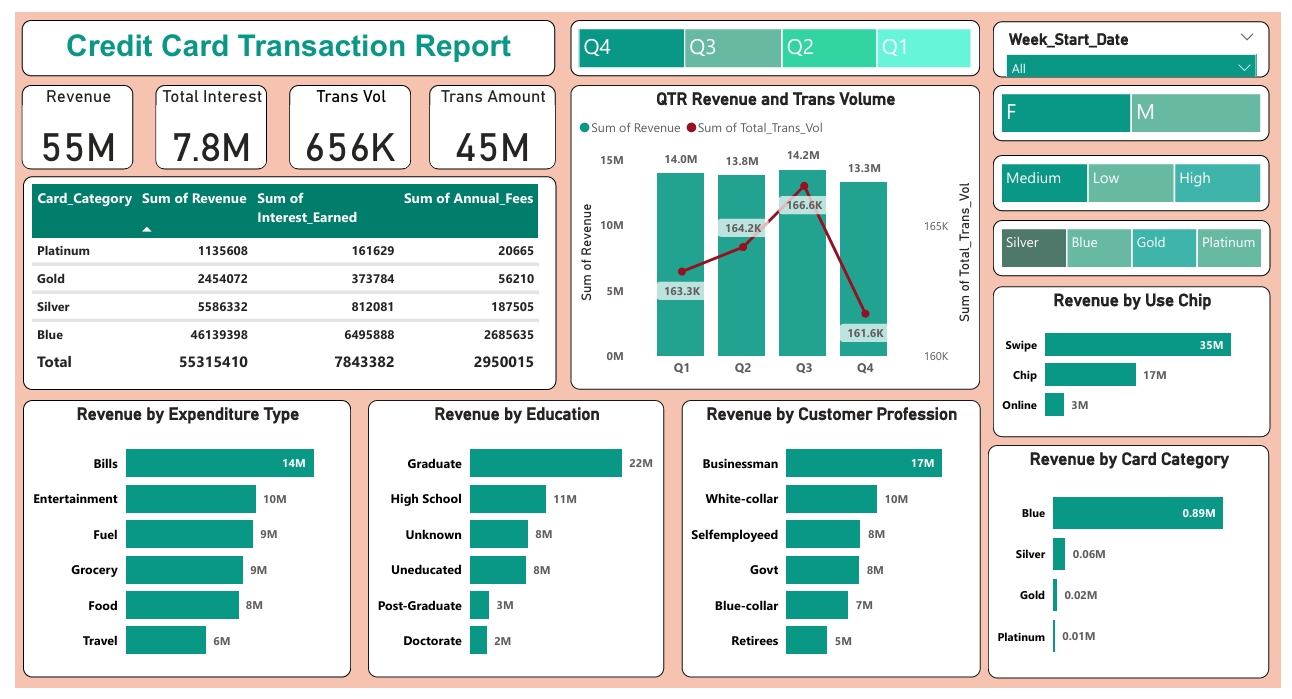 Credit Card Transaction Report
Q4 Q3 Q2 Q1
Week_Start_Date
All
Revenue
55M
Total Interest
7.8M
Trans Vol
656K
Trans Amount
45M
F M
Medium Low High
Silver Blue Gold Platinum
Card_Category Sum of Revenue Sum of Interest_Earned Sum of Annual_Fees
Platinum 1135608 161629 20665
Gold 2454072 373784 56210
Silver 5586332 812081 187505
Blue 46139398 6495888 2685635
Total 55315410 7843382 2950015
QTR Revenue and Trans Volume
Sum of Revenue Sum of Total_Trans_Vol
Sum of Revenue
15M
10M
5M
0M
14.0M 13.8M 14.2M 13.3M
163.3K 164.2K 166.6K 161.6K
Q1 Q2 Q3 Q4
165K
160K
Sum of Total_Trans_Vol
Revenue by Use Chip
Swipe 35M
Chip 17M
Online 3M
Revenue by Expenditure Type
Bills 14M
Entertainment 10M
Fuel 9M
Grocery 9M
Food 8M
Travel 6M
Revenue by Education
Graduate 22M
High School 11M
Unknown 8M
Uneducated 8M
Post-Graduate 3M
Doctorate 2M
Revenue by Customer Profession
Businessman 17M
White-collar 10M
Selfemployeed 8M
Govt 8M
Blue-collar 7M
Retirees 5M
Revenue by Card Category
Blue 0.89M
Silver 0.06M
Gold 0.02M
Platinum 0.01M